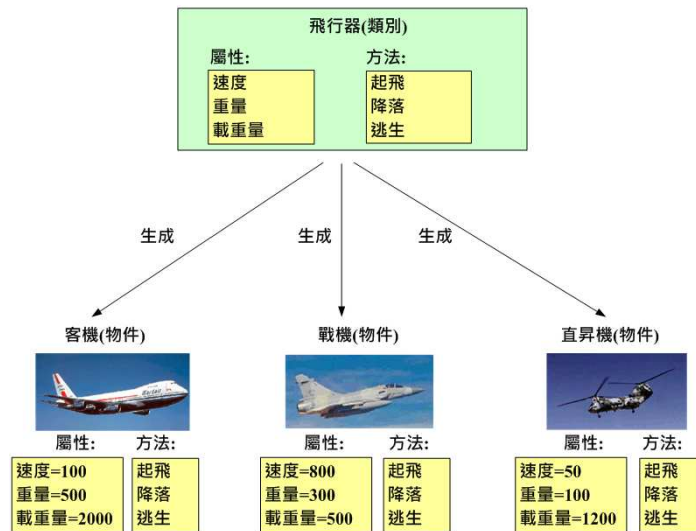 飛行器(類別)
屬性:
速度
重量
載重量
方法:
起飛
降落
逃生
生成
生成
生成
客機(物件)
屬性:
速度=100
重量=500
載重量=2000
方法:
起飛
降落
逃生
戰機(物件)
屬性:
速度=800
重量=300
載重量=500
方法:
起飛
降落
逃生
直昇機(物件)
屬性:
速度=50
重量=100
載重量=1200
方法:
起飛
降落
逃生